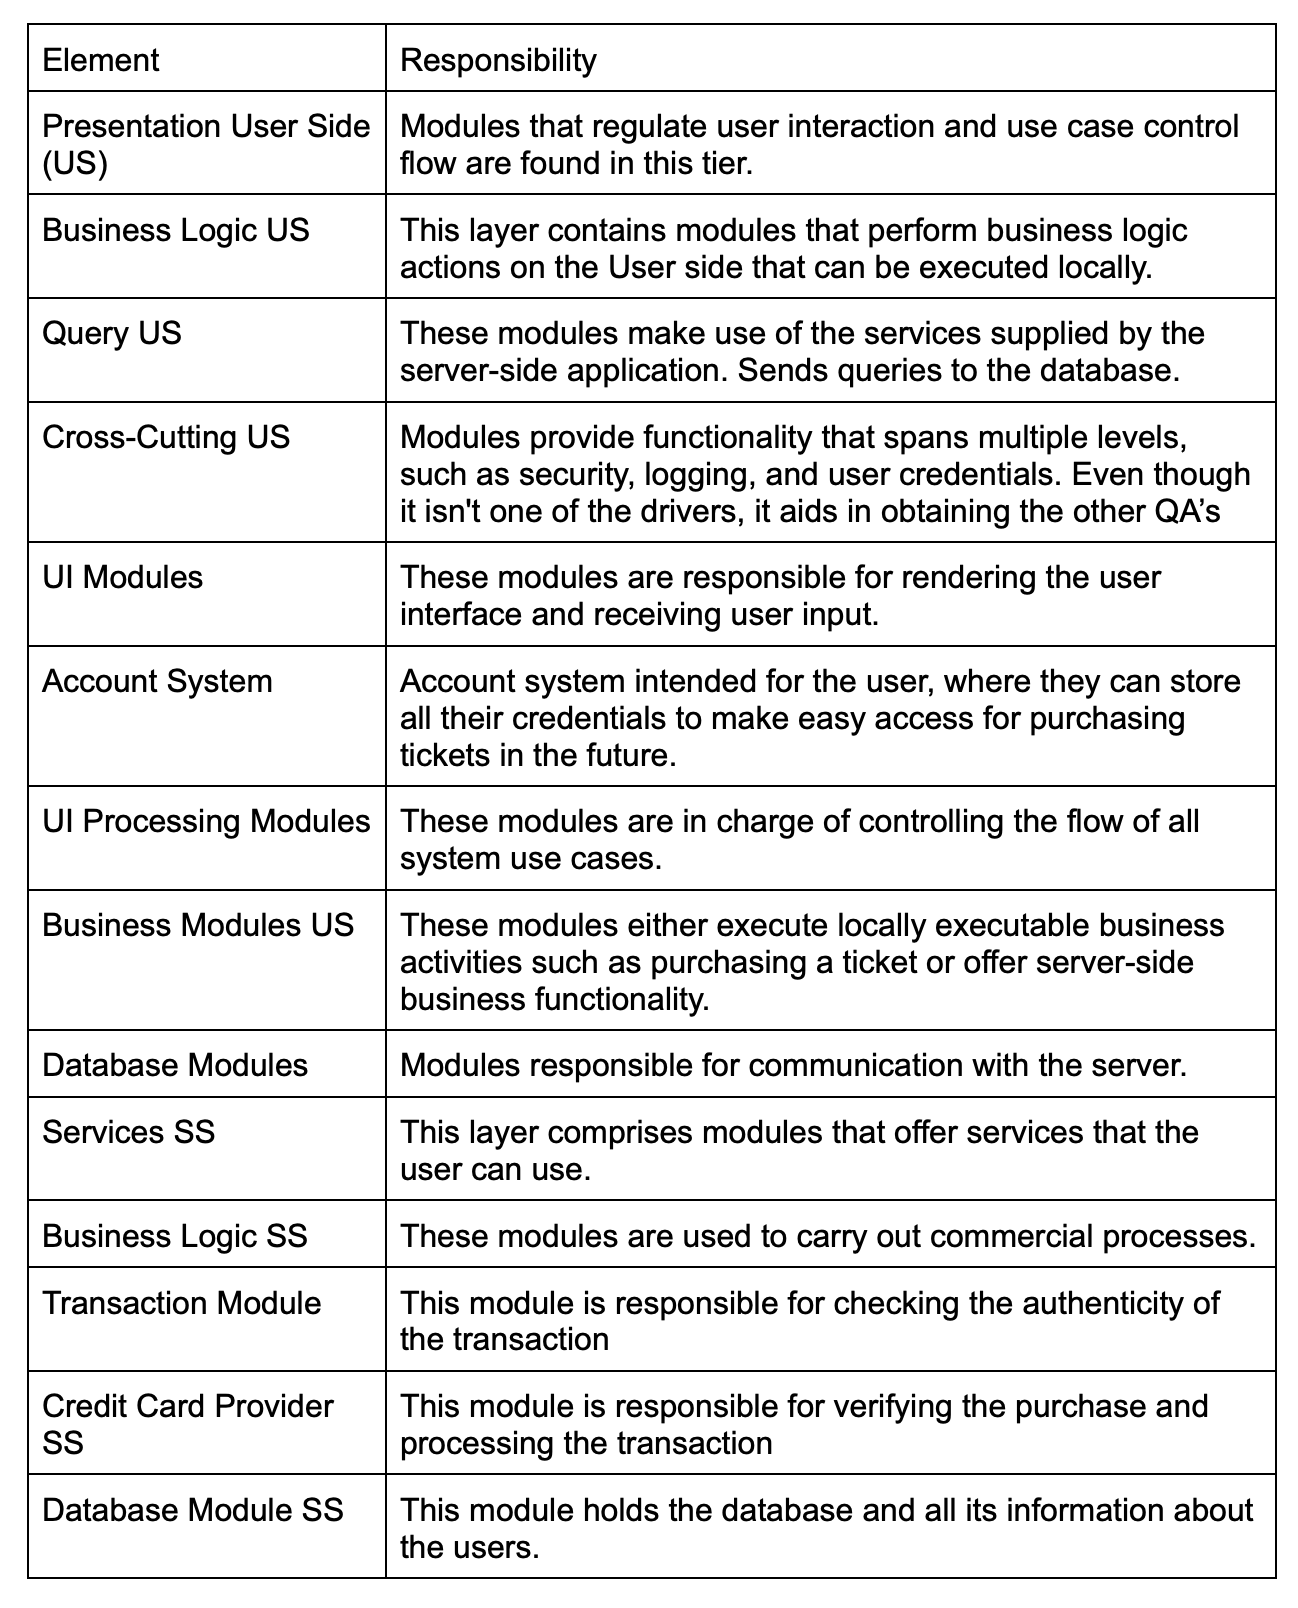 Element
Responsibility
Presentation User Side
(US)
Modules that regulate user interaction and use case control
flow are found in this tier.
Business Logic US
This layer contains modules that perform business logic
actions on the User side that can be executed locally.
Query US
These modules make use of the services supplied by the
server-side application. Sends queries to the database.
Cross-Cutting US
Modules provide functionality that spans multiple levels,
such as security, logging, and user credentials. Even though
it isn't one of the drivers, it aids in obtaining the other QA’s
UI Modules
These modules are responsible for rendering the user
interface and receiving user input.
Account System
Account system intended for the user, where they can store
all their credentials to make easy access for purchasing
tickets in the future.
UI Processing Modules
These modules are in charge of controlling the flow of all
system use cases.
Business Modules US
These modules either execute locally executable business
activities such as purchasing a ticket or offer server-side
business functionality.
Database Modules
Modules responsible for communication with the server.
Services SS
This layer comprises modules that offer services that the
user can use.
Business Logic SS
These modules are used to carry out commercial processes.
Transaction Module
This module is responsible for checking the authenticity of
the transaction
Credit Card Provider
SS
This module is responsible for verifying the purchase and
processing the transaction
Database Module SS
This module holds the database and all its information about
the users.